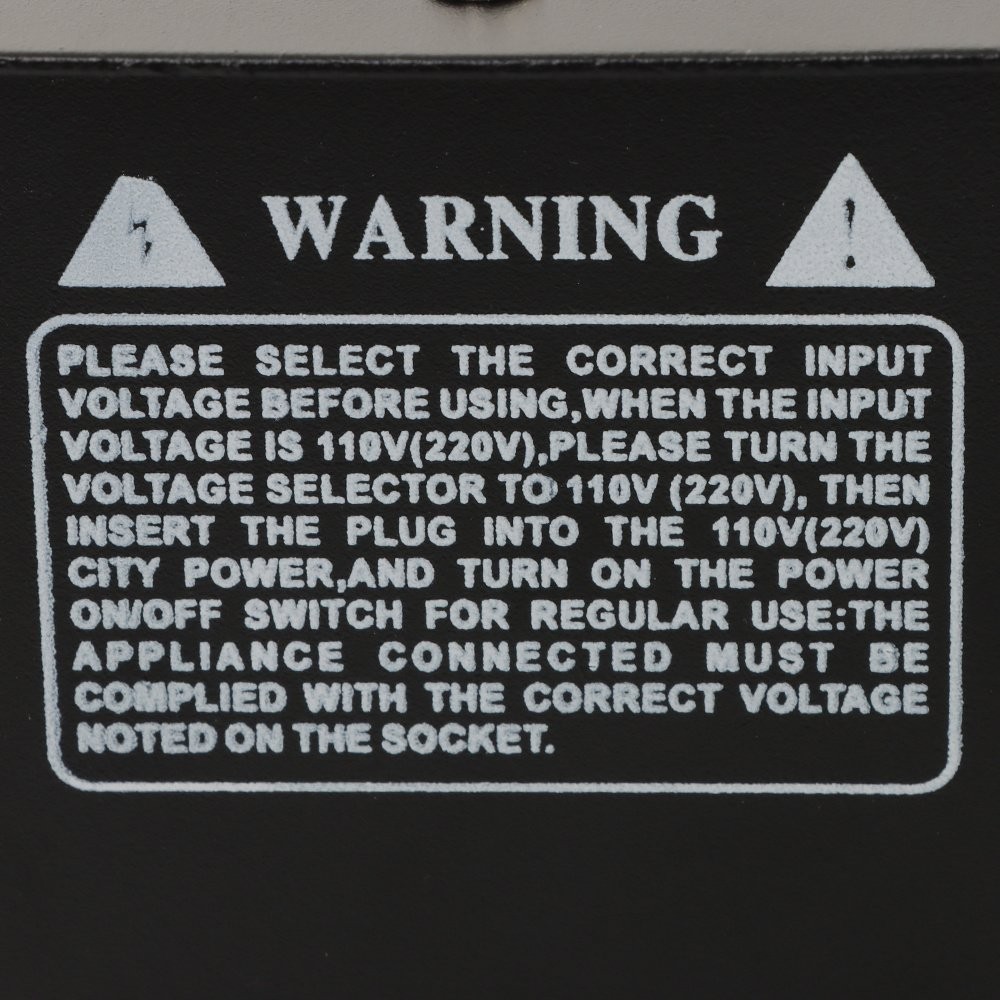 WARNING
PLEASE SELECT THE CORRECT INPUT
VOLTAGE BEFORE USING,WHEN THE INPUT
VOLTAGE IS 110V(220V),PLEASE TURN THE
VOLTAGE SELECTOR TO 110V (220V), THEN
INSERT THE PLUG INTO THE 110V(220V)
CITY POWER,AND TURN ON THE POWER
ON/OFF SWITCH FOR REGULAR USE:THE
APPLIANCE CONNECTED MUST BE
COMPLIED WITH THE CORRECT VOLTAGE
NOTED ON THE SOCKET.